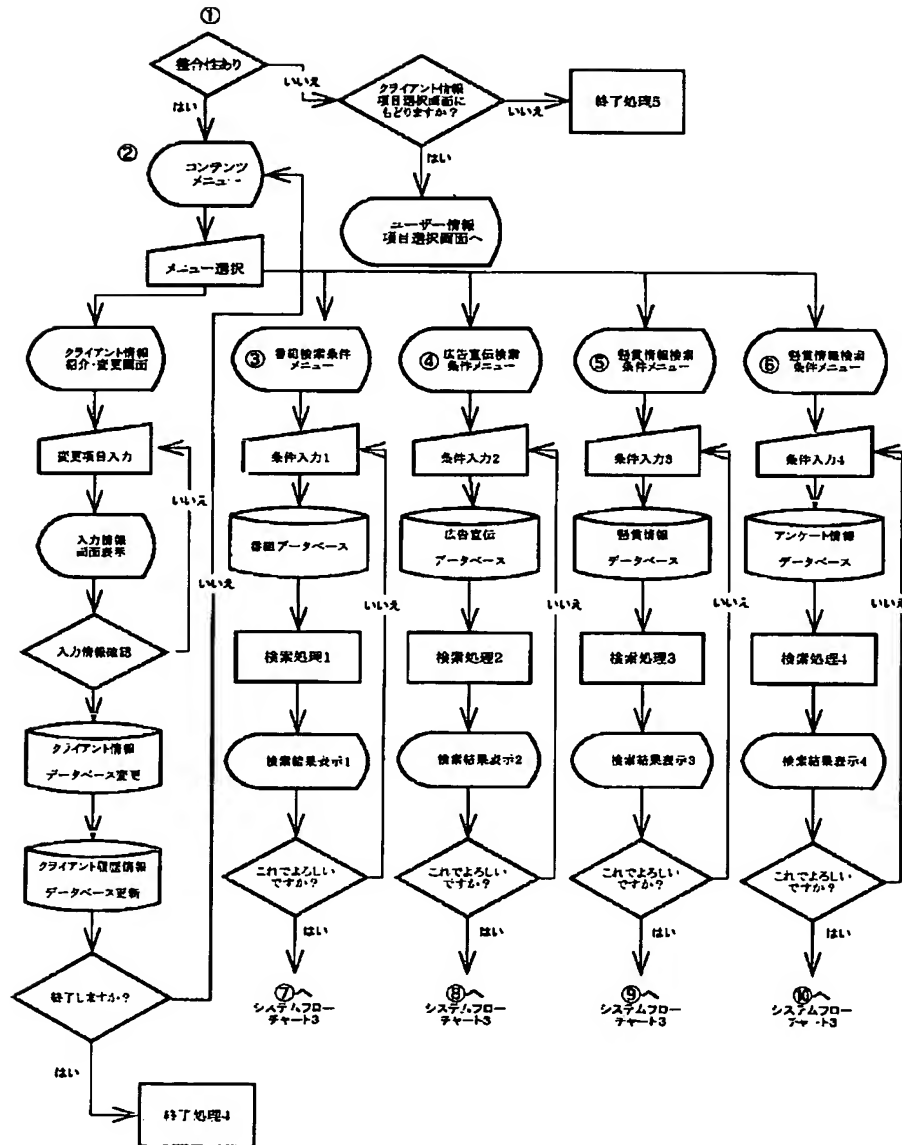 ①
整合性あり
いいえ
クライアント情報
項目選択画面に
もどりますか？
いいえ
終了処理5
はい
②
コンテンツ
メニュー
はい
ユーザー情報
項目選択画面へ
メニュー選択
クライアント情報
紹介・変更画面
③
番組検索条件
メニュー
④
広告宣伝検索
条件メニュー
⑤
懸賞情報検索
条件メニュー
⑥
懸賞情報検索
条件メニュー
変更項目入力
条件入力1
条件入力2
条件入力3
条件入力4
いいえ
入力情報
画面表示
番組データベース
広告宣伝
データベース
懸賞情報
データベース
アンケート情報
データベース
いいえ
いいえ
いいえ
いいえ
いいえ
入力情報確認
検索処理1
検索処理2
検索処理3
検索処理4
クライアント情報
データベース変更
検索結果表示1
検索結果表示2
検索結果表示3
検索結果表示4
クライアント履歴情報
データベース更新
これでよろしい
ですか？
これでよろしい
ですか？
これでよろしい
ですか？
これでよろしい
ですか？
はい
はい
はい
はい
終了しますか？
⑦へ
システムフロー
チャート3
⑧へ
システムフロー
チャート3
⑨へ
システムフロー
チャート3
⑩へ
システムフロー
チャート3
はい
終了処理4